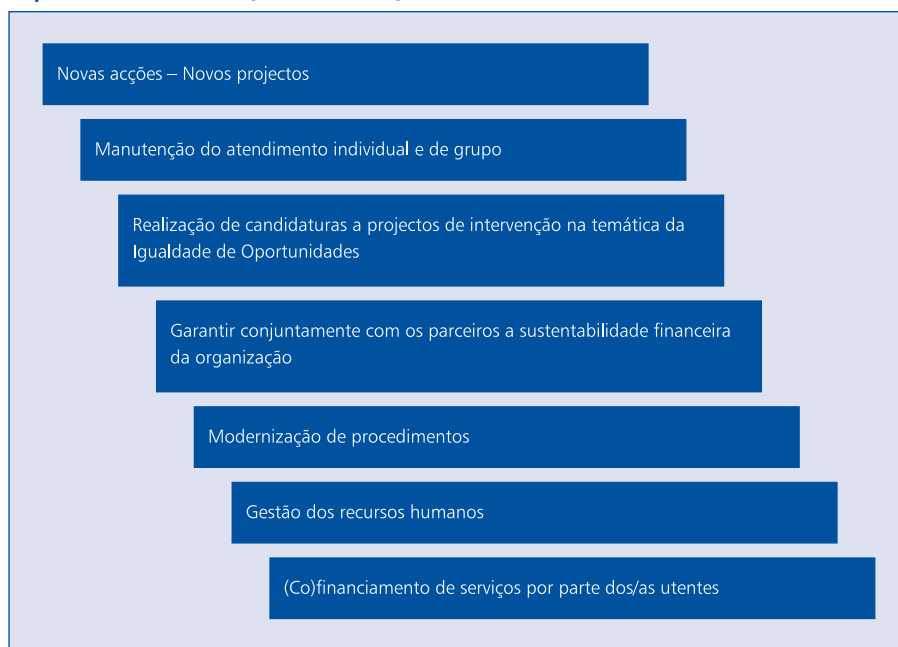 Novas acções – Novos projectos
Manutenção do atendimento individual e de grupo
Realização de candidaturas a projectos de intervenção na temática da
Igualdade de Oportunidades
Garantir conjuntamente com os parceiros a sustentabilidade financeira
da organização
Modernização de procedimentos
Gestão dos recursos humanos
(Co)financiamento de serviços por parte dos/as utentes